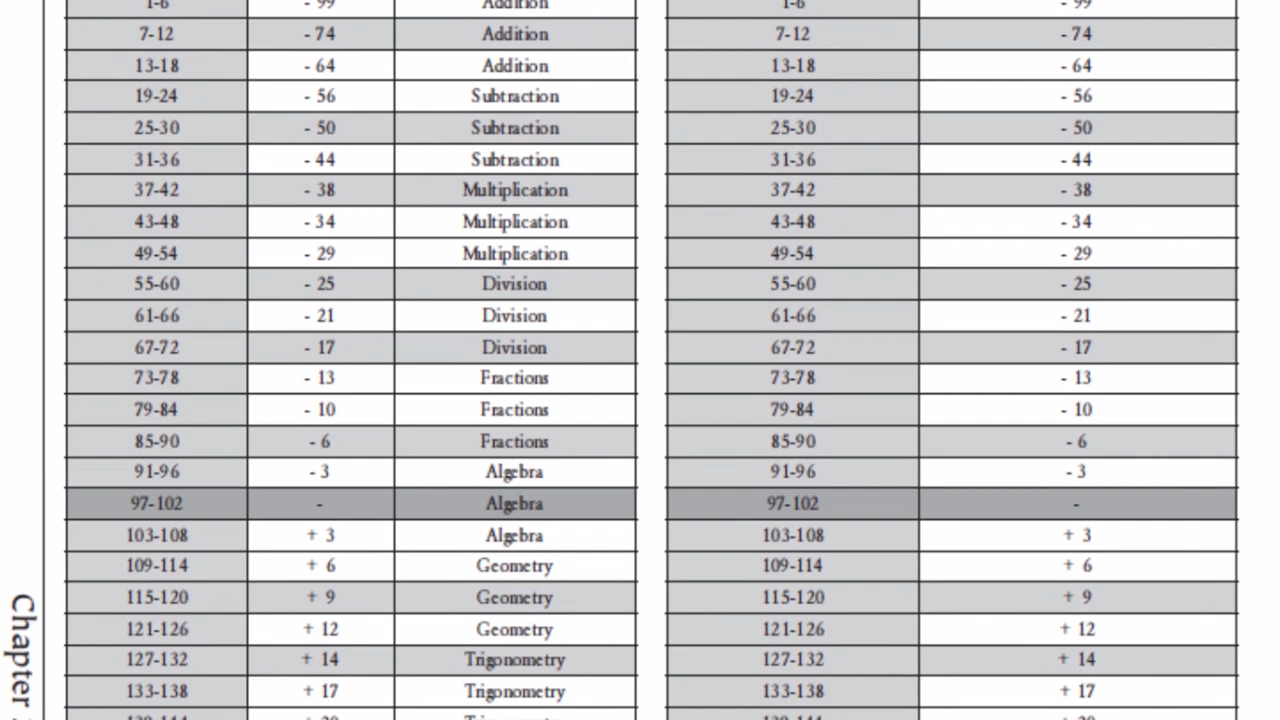 1-6 - 99 Addition 1-6 - 99
7-12 - 74 Addition 7-12 - 74
13-18 - 64 Addition 13-18 - 64
19-24 - 56 Subtraction 19-24 - 56
25-30 - 50 Subtraction 25-30 - 50
31-36 - 44 Subtraction 31-36 - 44
37-42 - 38 Multiplication 37-42 - 38
43-48 - 34 Multiplication 43-48 - 34
49-54 - 29 Multiplication 49-54 - 29
55-60 - 25 Division 55-60 - 25
61-66 - 21 Division 61-66 - 21
67-72 - 17 Division 67-72 - 17
73-78 - 13 Fractions 73-78 - 13
79-84 - 10 Fractions 79-84 - 10
85-90 - 6 Fractions 85-90 - 6
91-96 - 3 Algebra 91-96 - 3
97-102 - Algebra 97-102 -
103-108 + 3 Algebra 103-108 + 3
109-114 + 6 Geometry 109-114 + 6
115-120 + 9 Geometry 115-120 + 9
121-126 + 12 Geometry 121-126 + 12
127-132 + 14 Trigonometry 127-132 + 14
133-138 + 17 Trigonometry 133-138 + 17
Chapter